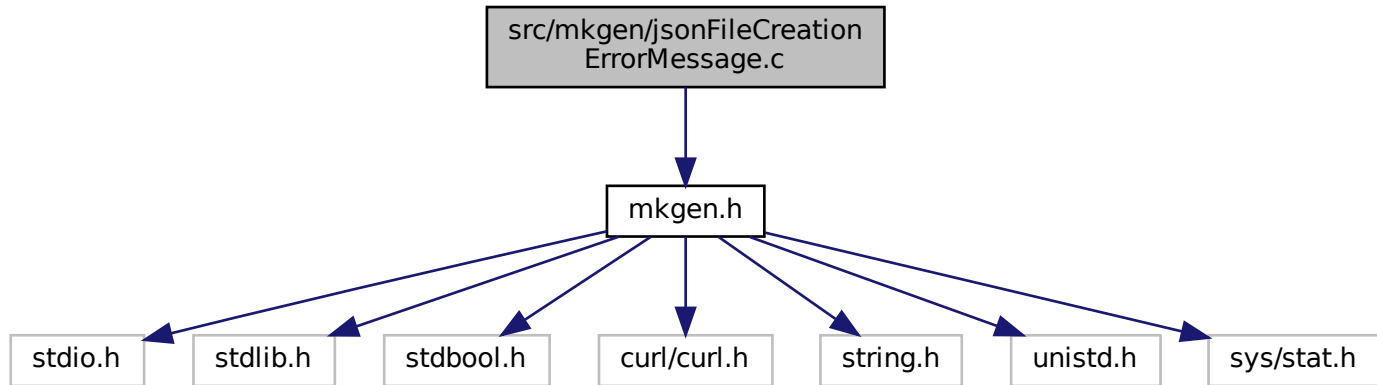 src/mkgen/jsonFileCreation
ErrorMessage.c
mkgen.h
stdio.h
stdlib.h
stdbool.h
curl/curl.h
string.h
unistd.h
sys/stat.h